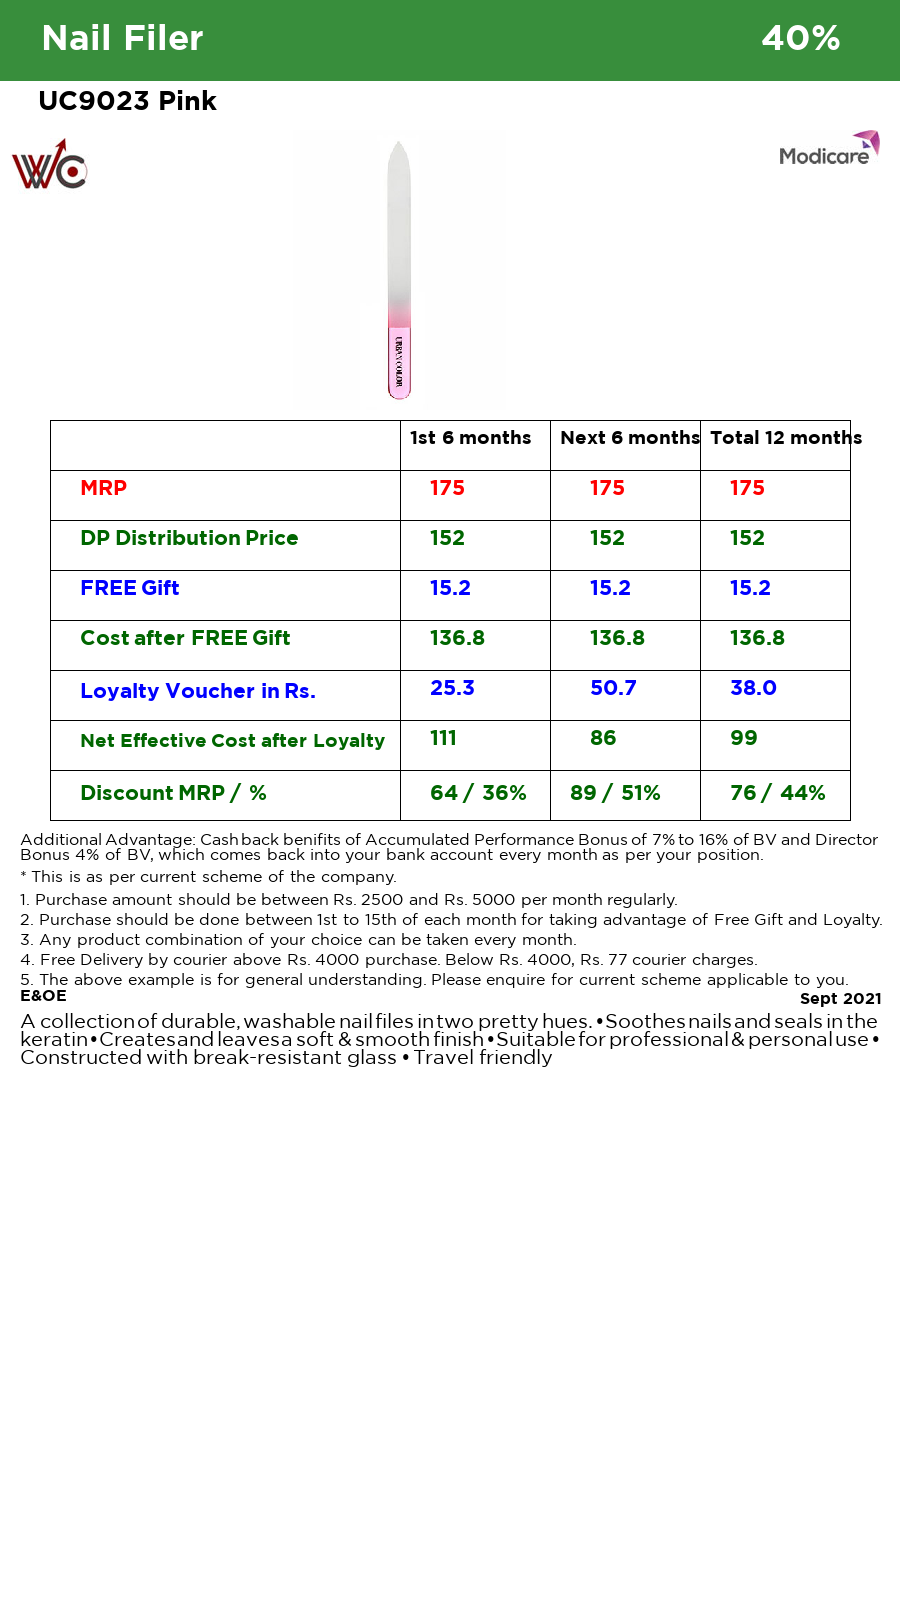 Nail Filer 40%
UC9023 Pink
WC
Modicare
URBAN COLOR
1st 6 months Next 6 months Total 12 months
MRP 175 175 175
DP Distribution Price 152 152 152
FREE Gift 15.2 15.2 15.2
Cost after FREE Gift 136.8 136.8 136.8
Loyalty Voucher in Rs. 25.3 50.7 38.0
Net Effective Cost after Loyalty 111 86 99
Discount MRP / % 64 / 36% 89 / 51% 76 / 44%
Additional Advantage: Cashback benifits of Accumulated Performance Bonus of 7% to 16% of BV and Director
Bonus 4% of BV, which comes back into your bank account every month as per your position.
* This is as per current scheme of the company.
1. Purchase amount should be between Rs. 2500 and Rs. 5000 per month regularly.
2. Purchase should be done between 1st to 15th of each month for taking advantage of Free Gift and Loyalty.
3. Any product combination of your choice can be taken every month.
4. Free Delivery by courier above Rs. 4000 purchase. Below Rs. 4000, Rs. 77 courier charges.
5. The above example is for general understanding. Please enquire for current scheme applicable to you.
E&OE Sept 2021
A collection of durable, washable nail files in two pretty hues. • Soothes nails and seals in the
keratin • Creates and leaves a soft & smooth finish • Suitable for professional & personal use •
Constructed with break-resistant glass • Travel friendly